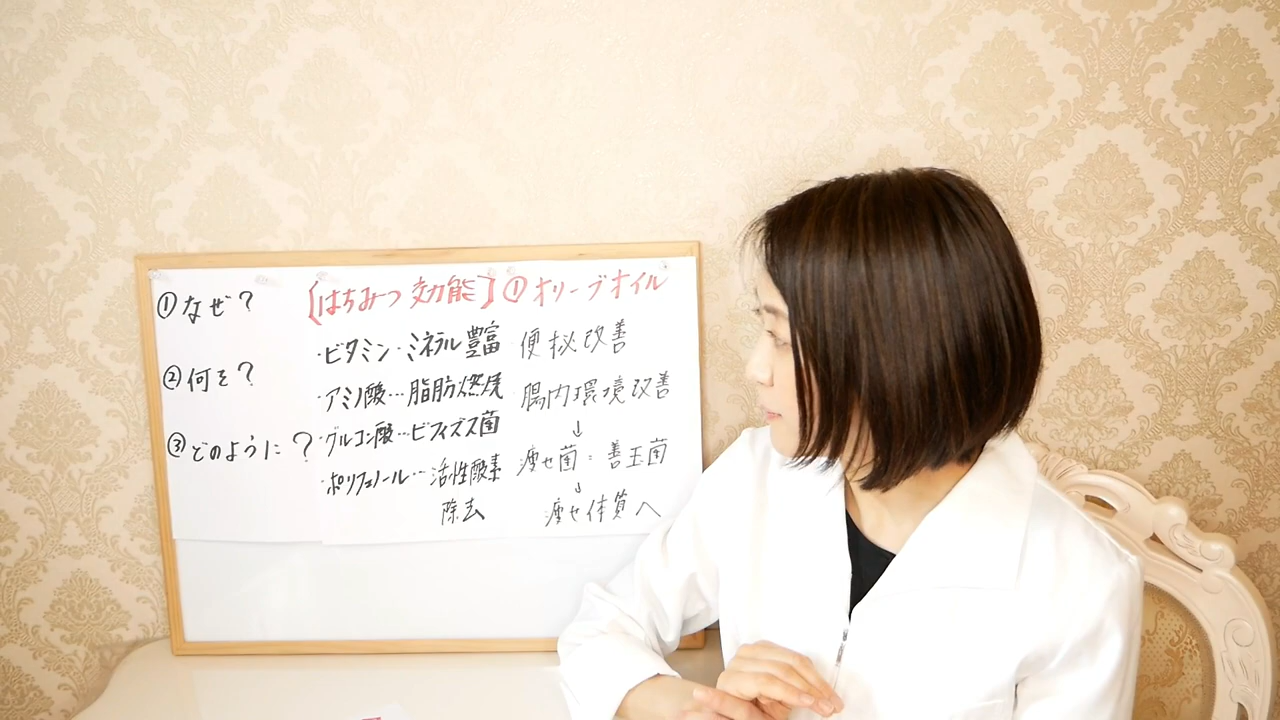 ①なぜ?
②何を?
③どのように?
【はちみつ効能】
・ビタミン・ミネラル豊富
・アミノ酸…脂肪燃焼
・グルコン酸…ビフィズス菌
・ポリフェノール…活性酸素
除去
①オリーブオイル
便秘改善
腸内環境改善
↓
痩せ菌:善玉菌
↓
痩せ体質へ